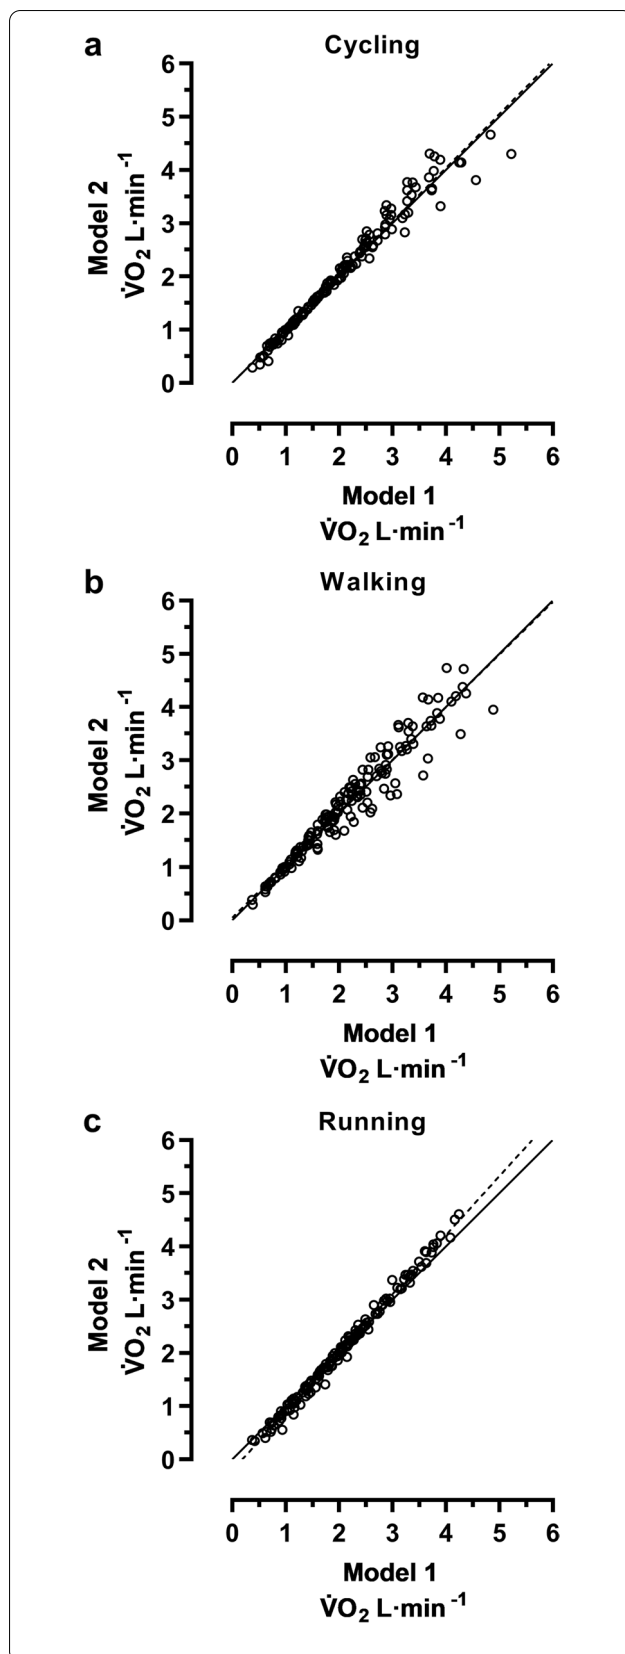 a
Cycling
6
5
4
3
2
1
0
Model 2
V̇O₂ L·min⁻¹
0 1 2 3 4 5 6
Model 1
V̇O₂ L·min⁻¹
b
Walking
6
5
4
3
2
1
0
Model 2
V̇O₂ L·min⁻¹
0 1 2 3 4 5 6
Model 1
V̇O₂ L·min⁻¹
c
Running
6
5
4
3
2
1
0
Model 2
V̇O₂ L·min⁻¹
0 1 2 3 4 5 6
Model 1
V̇O₂ L·min⁻¹